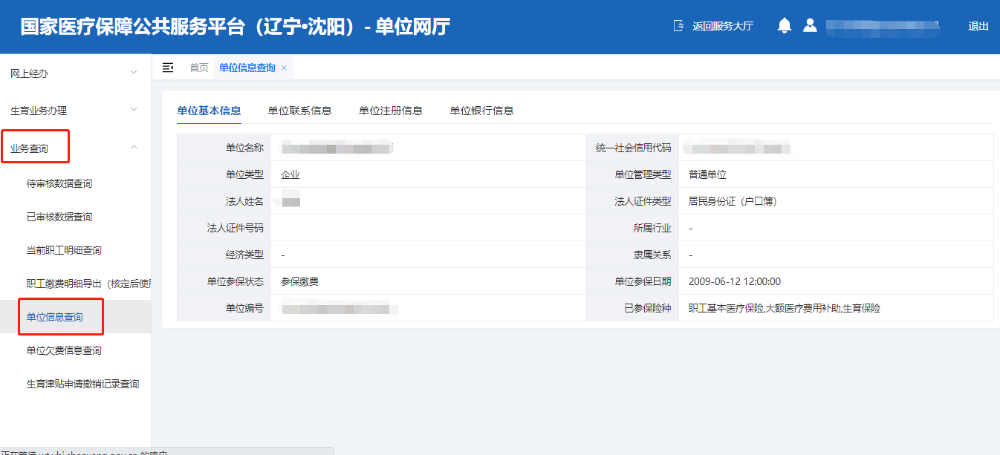 国家医疗保障公共服务平台（辽宁•沈阳）- 单位网厅
返回服务大厅
退出
网上经办
生育业务办理
业务查询
待审核数据查询
已审核数据查询
当前职工明细查询
职工缴费明细导出（核定后使
单位信息查询
单位欠费信息查询
生育津贴申请撤销记录查询
首页 单位信息查询 ×
单位基本信息 单位联系信息 单位注册信息 单位银行信息
单位名称 统一社会信用代码
单位类型 企业 单位管理类型 普通单位
法人姓名 法人证件类型 居民身份证（户口簿）
法人证件号码 所属行业 -
经济类型 - 隶属关系 -
单位参保状态 参保缴费 单位参保日期 2009-06-12 12:00:00
单位编号 已参保险种 职工基本医疗保险,大额医疗费用补助,生育保险